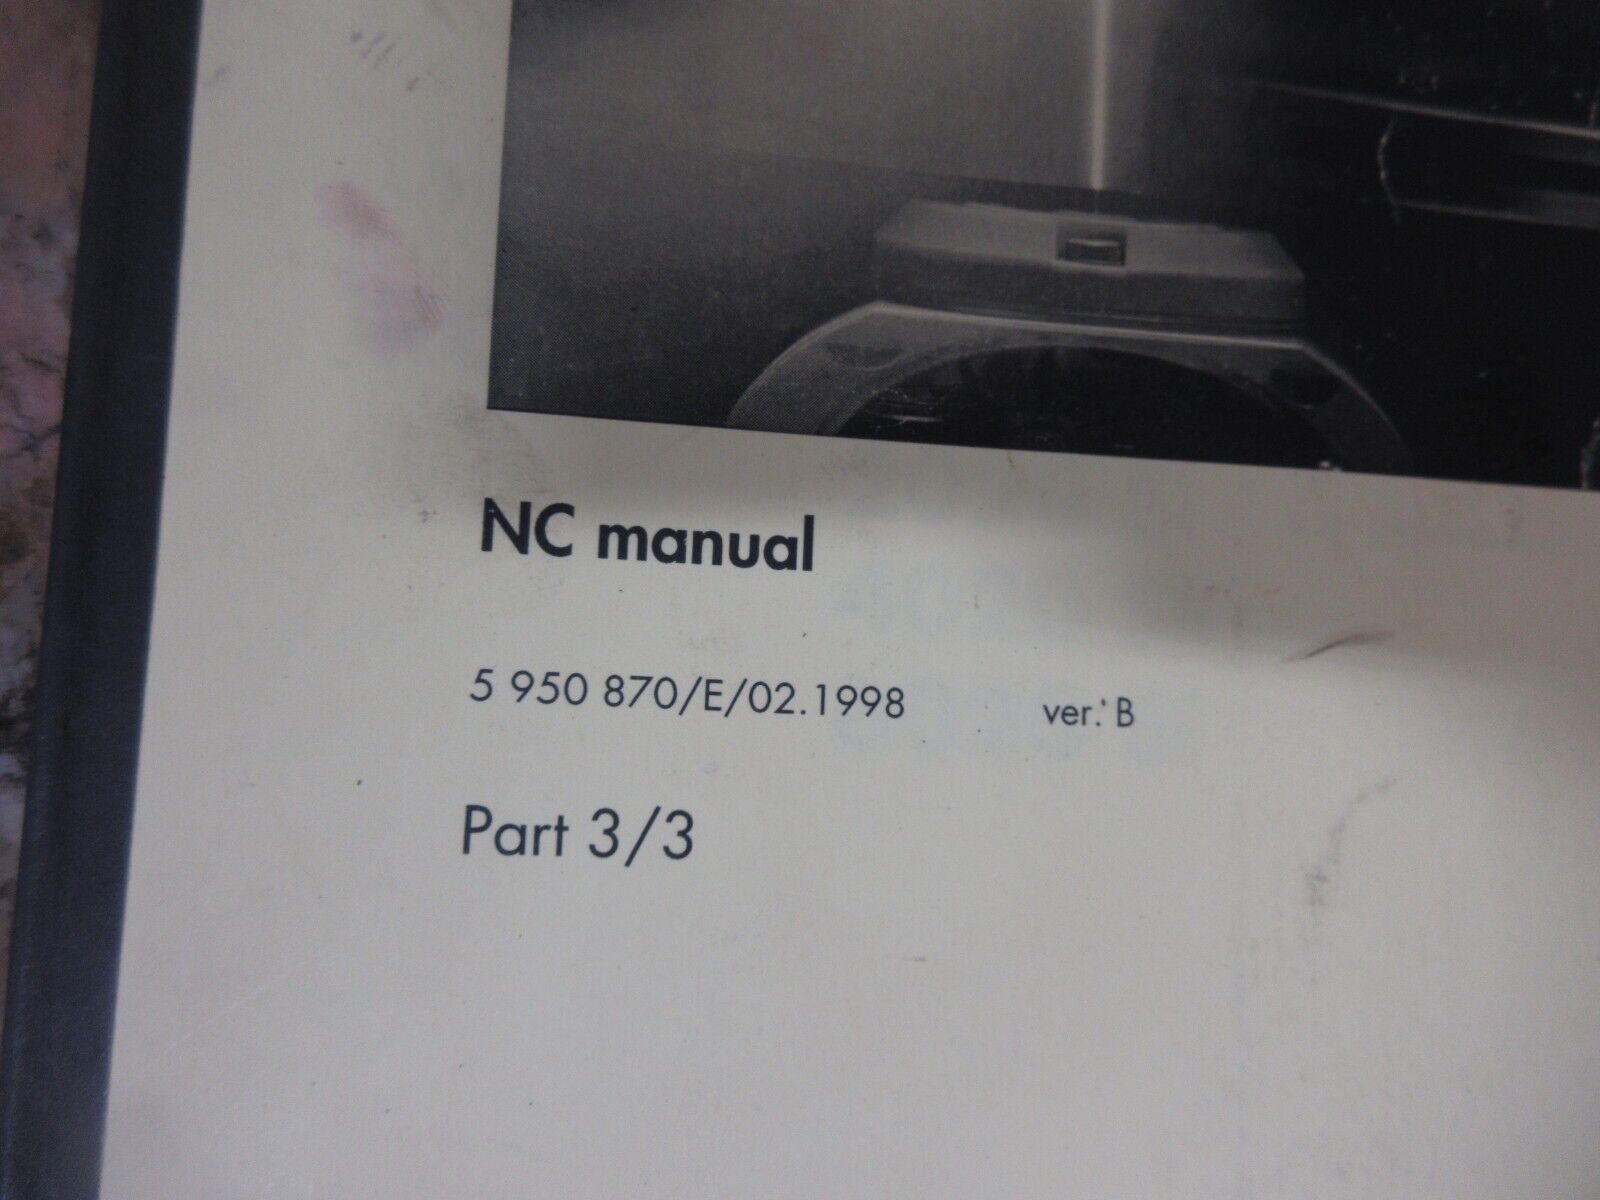 NC manual
5 950 870/E/02.1998 ver. B
Part 3/3